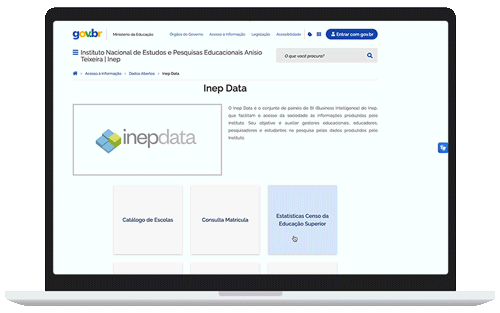 gov.br
Ministério da Educação
Órgãos do Governo
Acesso à Informação
Legislação
Acessibilidade
Entrar com gov.br
Instituto Nacional de Estudos e Pesquisas Educacionais Anísio
Teixeira | Inep
O que você procura?
Acesso à Informação
Dados Abertos
Inep Data
Inep Data
inepdata
O Inep Data é o conjunto de painéis de BI (Business Intelligence) do Inep,
que facilitam o acesso da sociedade às informações produzidas pelo
Instituto. Seu objetivo é auxiliar gestores educacionais, educadores,
pesquisadores e estudantes na pesquisa pelos dados produzidos pelo
Instituto.
Catálogo de Escolas
Consulta Matrícula
Estatísticas Censo da
Educação Superior